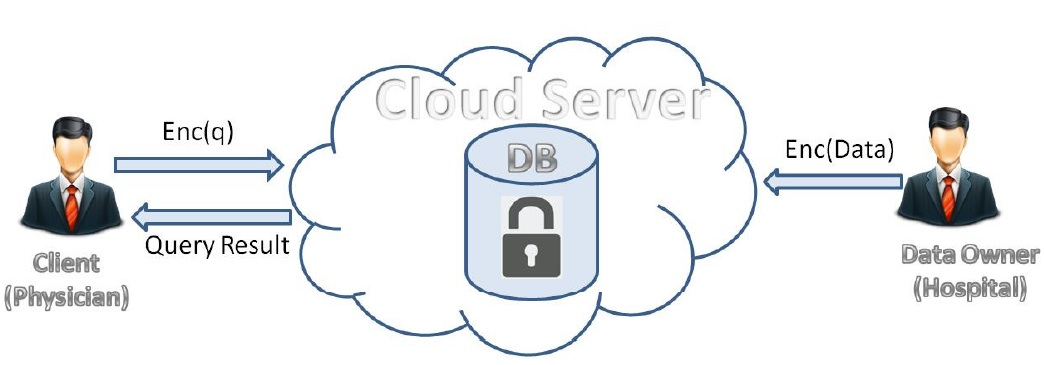 Cloud Server
DB
Enc(q)
Query Result
Client
(Physician)
Enc(Data)
Data Owner
(Hospital)